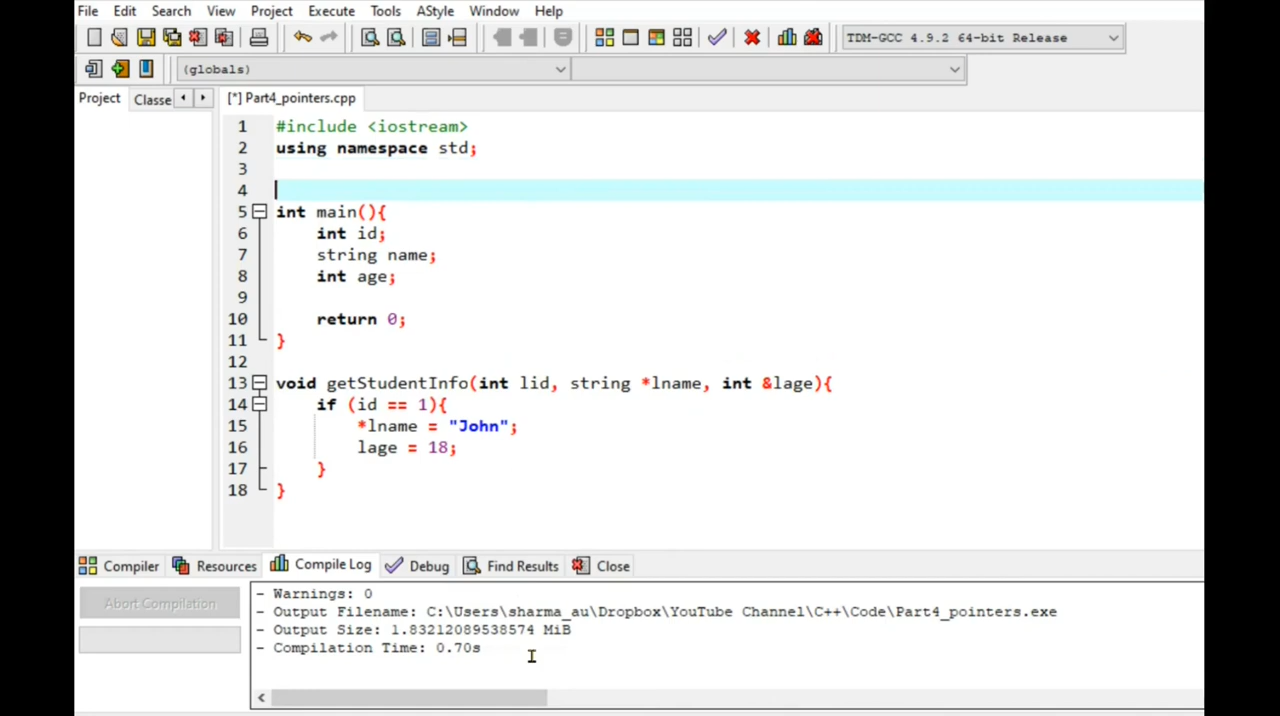 File Edit Search View Project Execute Tools AStyle Window Help
TDM-GCC 4.9.2 64-bit Release
(globals)
Project Classe [*] Part4_pointers.cpp
1 #include <iostream>
2 using namespace std;
3
4
5 int main(){
6 int id;
7 string name;
8 int age;
9
10 return 0;
11 }
12
13 void getStudentInfo(int lid, string *lname, int &lage){
14 if (id == 1){
15 *lname = "John";
16 lage = 18;
17 }
18 }
Compiler Resources Compile Log Debug Find Results Close
Abort Compilation
- Warnings: 0
- Output Filename: C:\Users\sharma_au\Dropbox\YouTube Channel\C++\Code\Part4_pointers.exe
- Output Size: 1.83212089538574 MiB
- Compilation Time: 0.70s